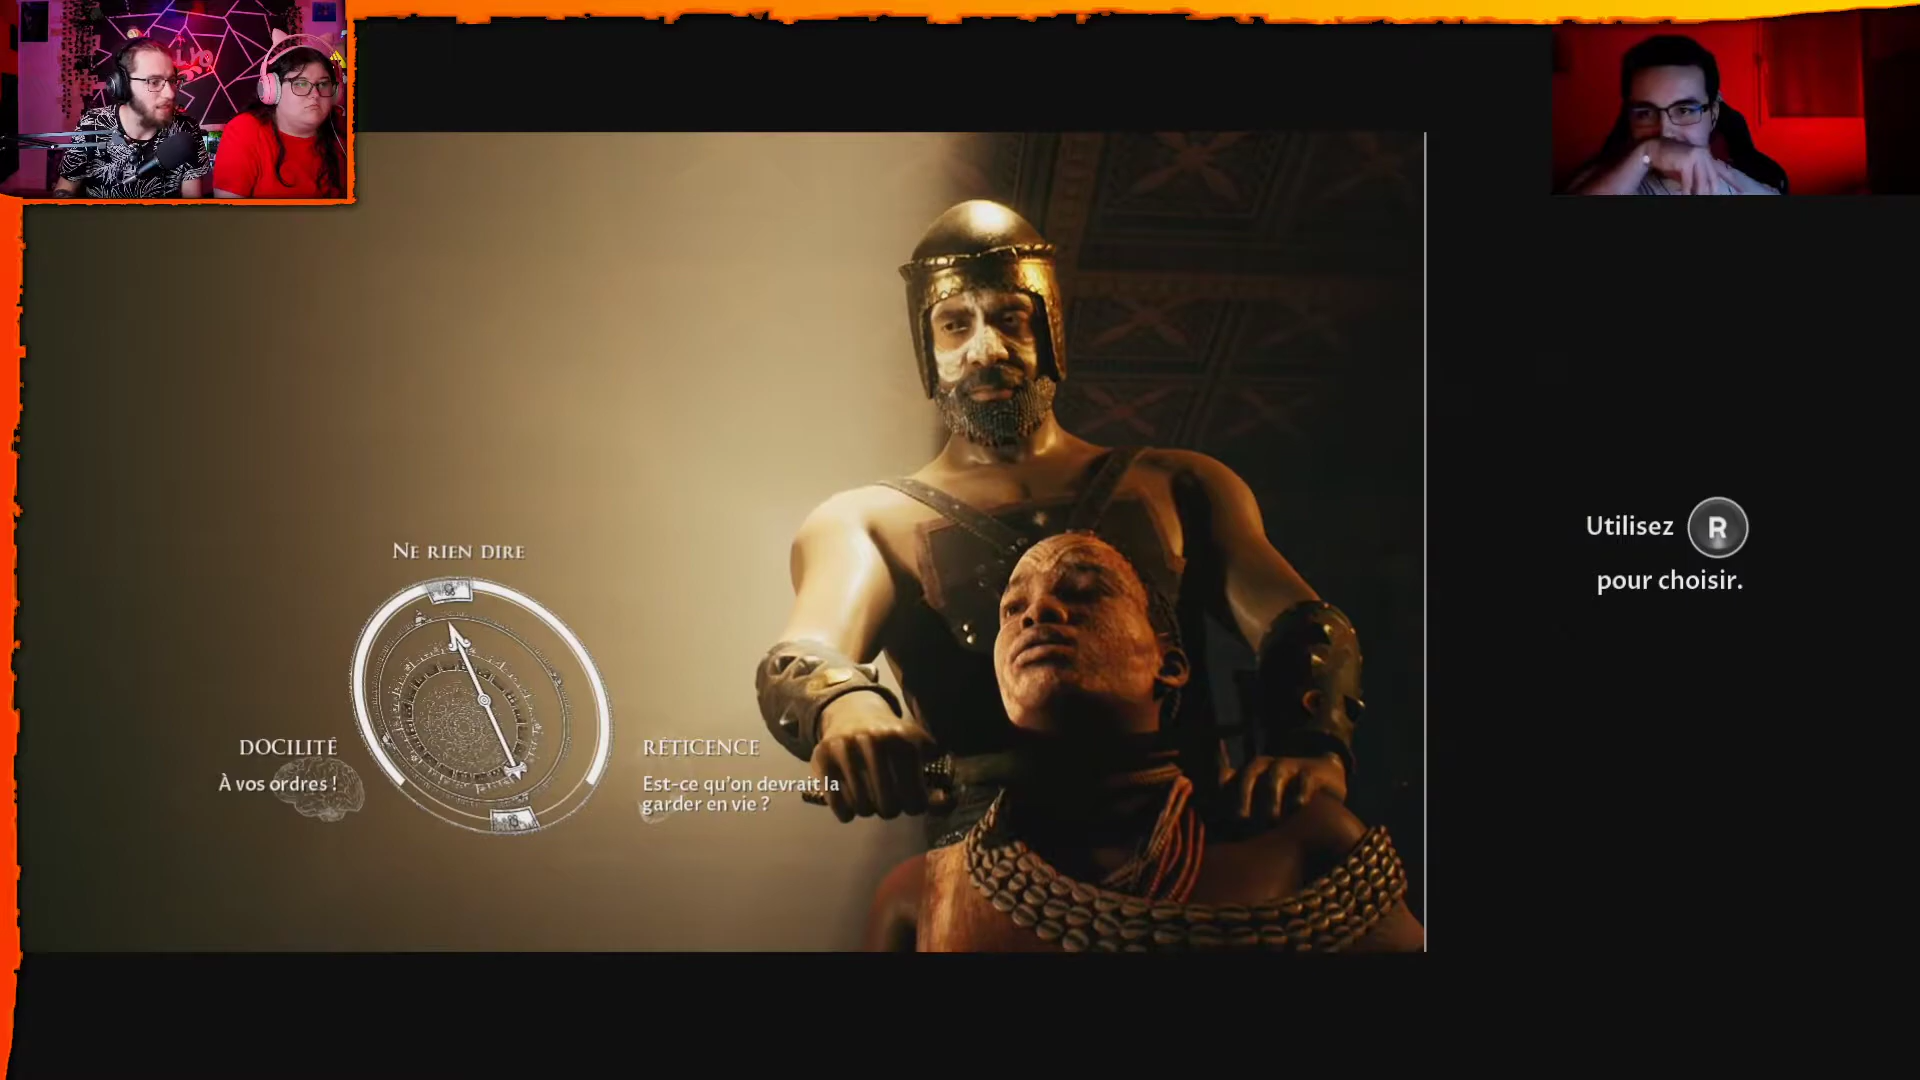 NE RIEN DIRE
DOCILITÉ
À vos ordres !
RÉTICENCE
Est-ce qu'on devrait la
garder en vie ?
Utilisez R
pour choisir.